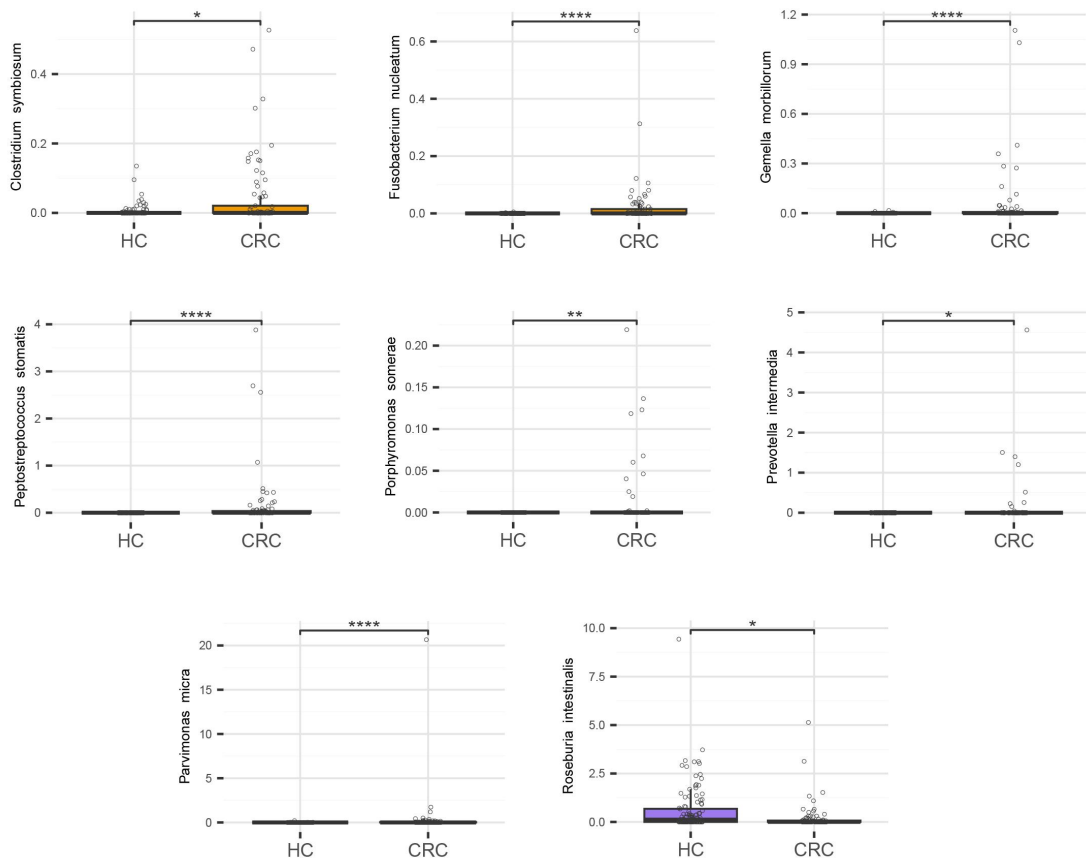 *
Clostridium symbiosum
0.4
0.2
0.0
HC
CRC
****
Fusobacterium nucleatum
0.6
0.4
0.2
0.0
HC
CRC
****
Gemella morbillorum
1.2
0.9
0.6
0.3
0.0
HC
CRC
****
Peptostreptococcus stomatis
4
3
2
1
0
HC
CRC
**
Porphyromonas somerae
0.20
0.15
0.10
0.05
0.00
HC
CRC
*
Prevotella intermedia
5
4
3
2
1
0
HC
CRC
****
Parvimonas micra
20
15
10
5
0
HC
CRC
*
Roseburia intestinalis
10.0
7.5
5.0
2.5
0.0
HC
CRC